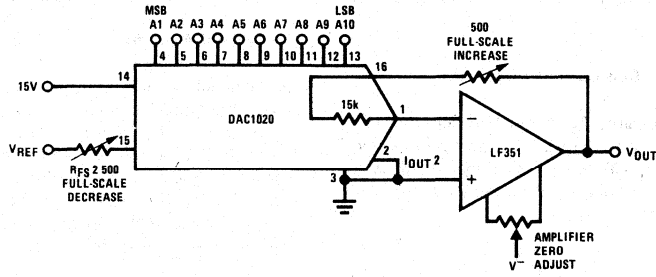 MSB LSB
A1 A2 A3 A4 A5 A6 A7 A8 A9 A10
4 5 6 7 8 9 10 11 12 13
16
500
FULL-SCALE
INCREASE
14
15V
15k
1
DAC1020
−
LF351
VOUT
VREF
15
RFS 2 500
FULL-SCALE
DECREASE
2
IOUT 2
3
+
AMPLIFIER
ZERO
ADJUST
V−